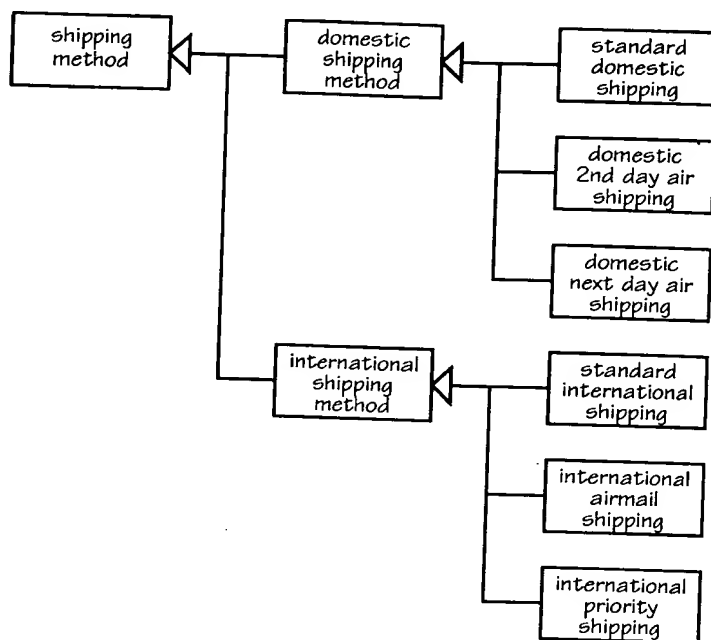 shipping
method
domestic
shipping
method
standard
domestic
shipping
domestic
2nd day air
shipping
domestic
next day air
shipping
international
shipping
method
standard
international
shipping
international
airmail
shipping
international
priority
shipping